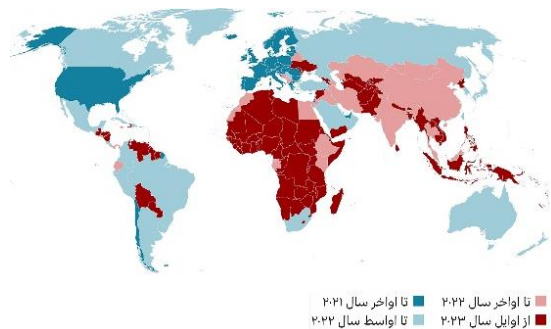 تا اواخر سال ۲۰۲۱ تا اواخر سال ۲۰۲۲
تا اواسط سال ۲۰۲۲ از اوایل سال ۲۰۲۳